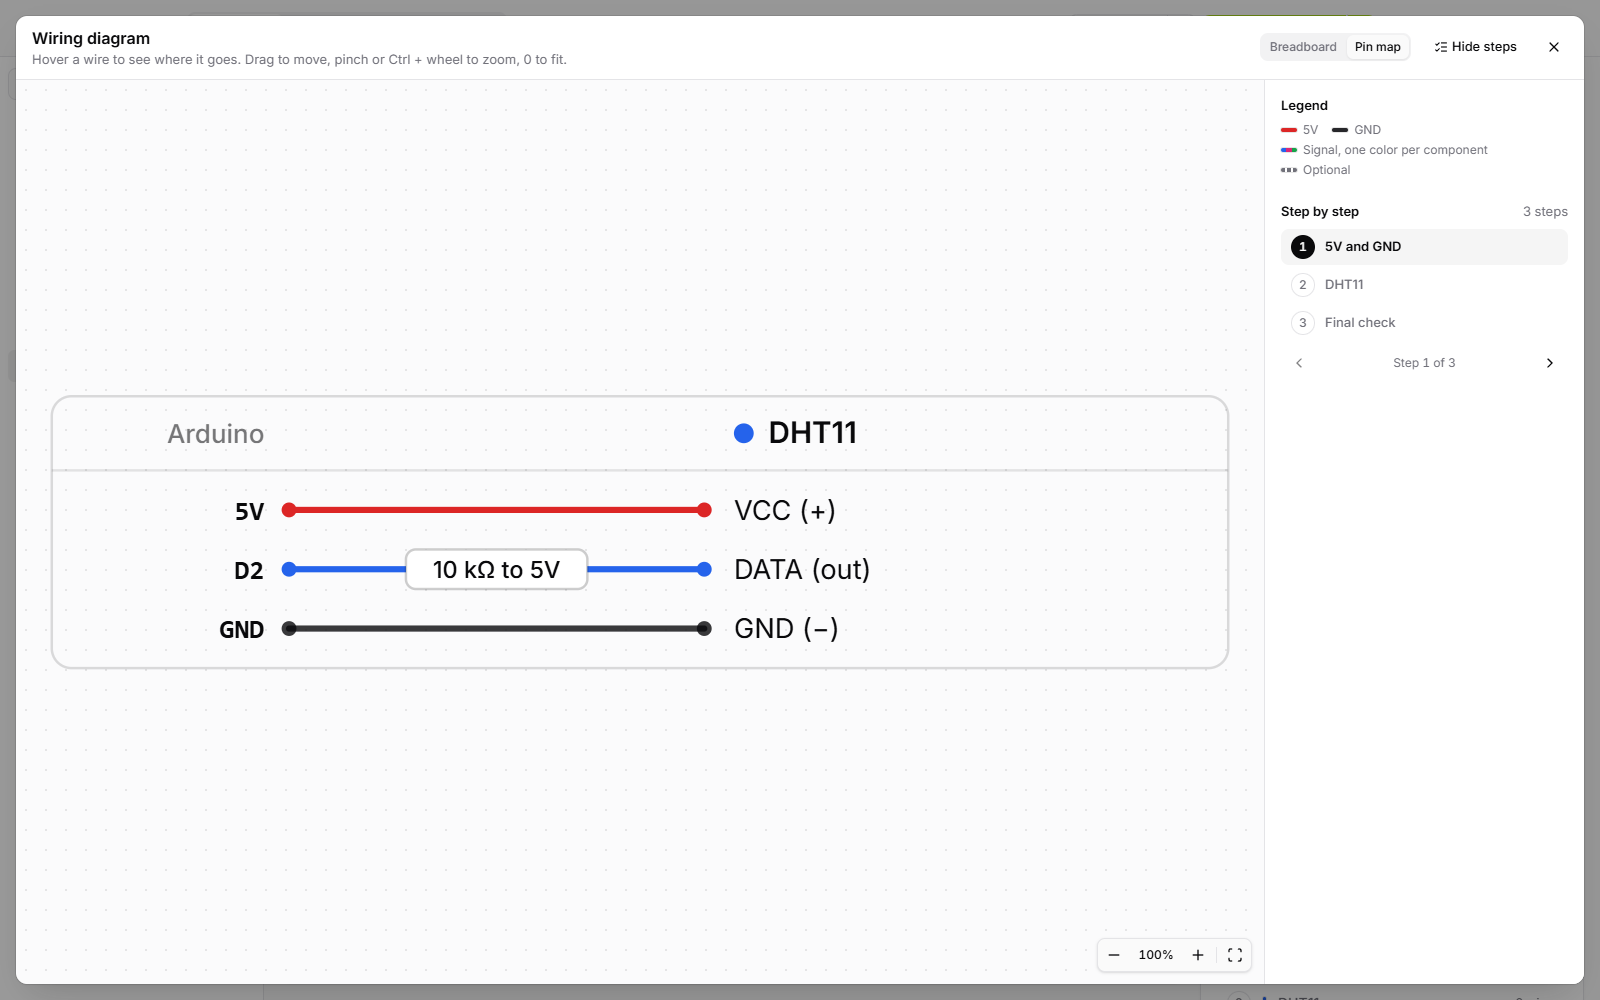 Wiring diagram
Hover a wire to see where it goes. Drag to move, pinch or Ctrl + wheel to zoom, 0 to fit.
Breadboard
Pin map
Hide steps
Legend
5V
GND
Signal, one color per component
Optional
Step by step
3 steps
1
5V and GND
2
DHT11
3
Final check
Step 1 of 3
Arduino
DHT11
5V
VCC (+)
D2
10 kΩ to 5V
DATA (out)
GND
GND (−)
100%